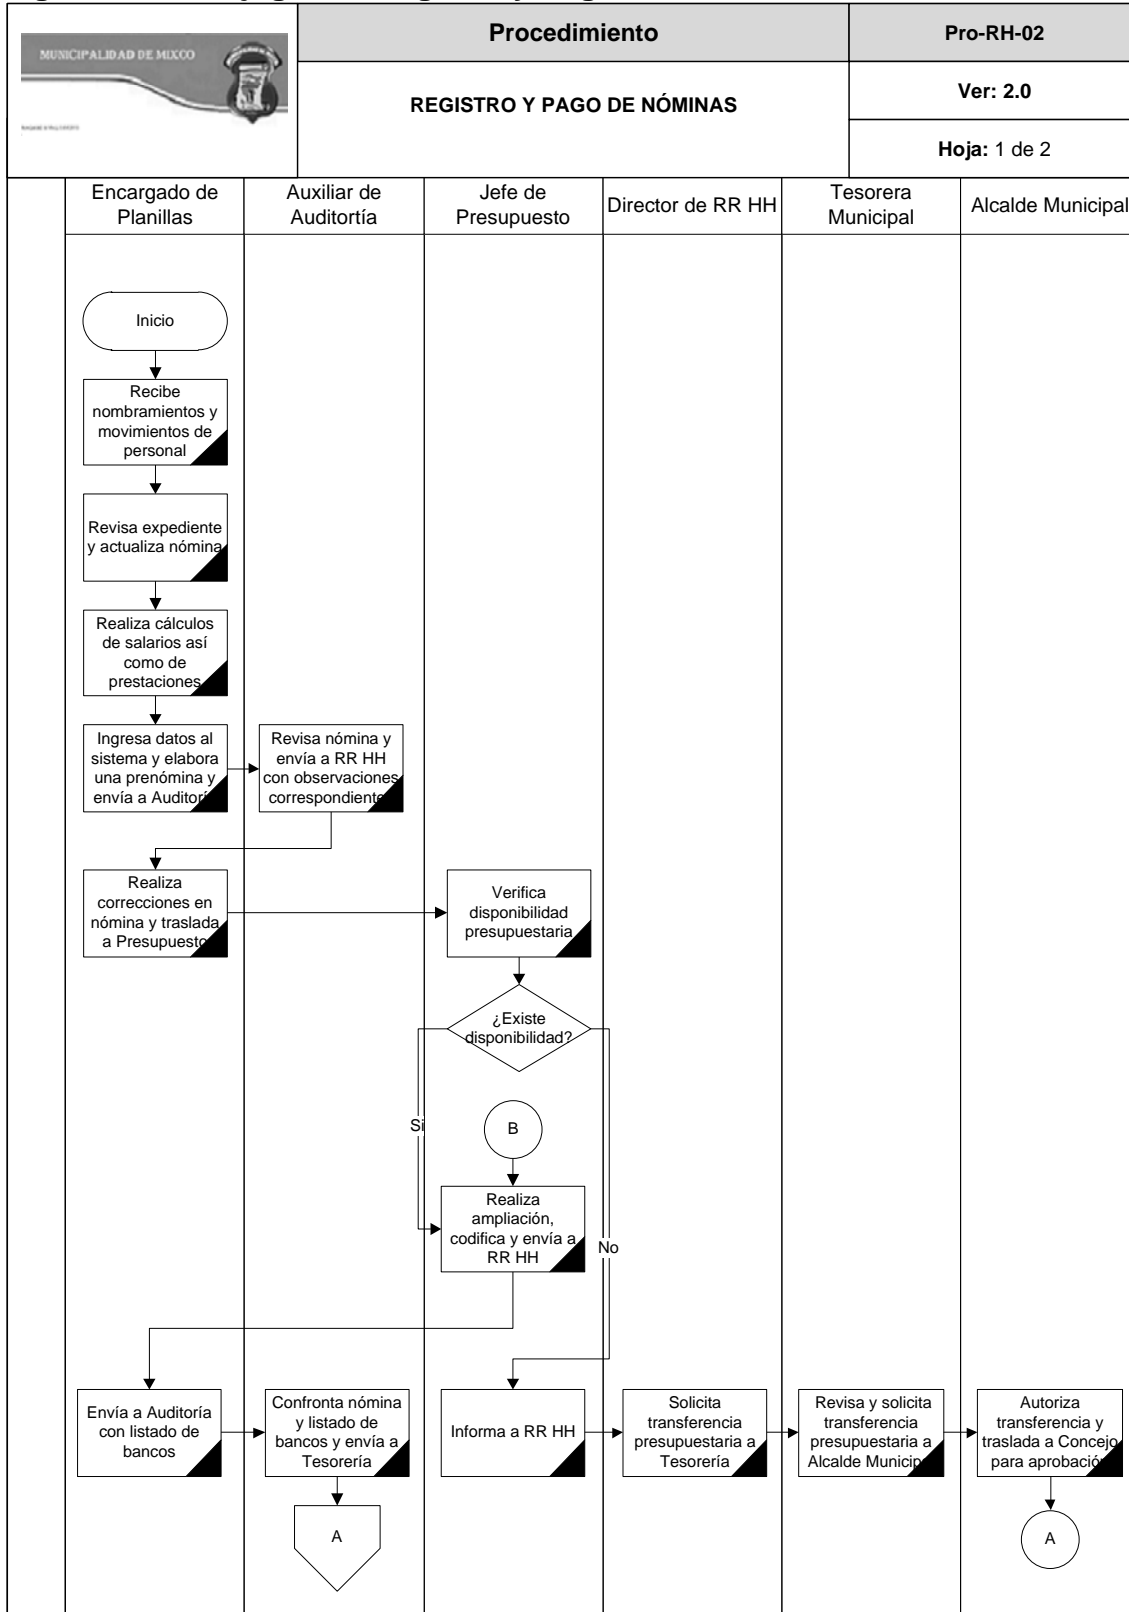 MUNICIPALIDAD DE MIXCO
Procedimiento
Pro-RH-02
REGISTRO Y PAGO DE NÓMINAS
Ver: 2.0
Hoja: 1 de 2
Encargado de
Planillas
Auxiliar de
Auditortía
Jefe de
Presupuesto
Director de RR HH
Tesorera
Municipal
Alcalde Municipal
Inicio
Recibe
nombramientos y
movimientos de
personal
Revisa expediente
y actualiza nómina
Realiza cálculos
de salarios así
como de
prestaciones
Ingresa datos al
sistema y elabora
una prenómina y
envía a Auditoría
Revisa nómina y
envía a RR HH
con observaciones
correspondientes
Realiza
correcciones en
nómina y traslada
a Presupuesto
Verifica
disponibilidad
presupuestaria
¿Existe
disponibilidad?
Si
B
Realiza
ampliación,
codifica y envía a
RR HH
No
Envía a Auditoría
con listado de
bancos
Confronta nómina
y listado de
bancos y envía a
Tesorería
Informa a RR HH
Solicita
transferencia
presupuestaria a
Tesorería
Revisa y solicita
transferencia
presupuestaria a
Alcalde Municipal
Autoriza
transferencia y
traslada a Concejo
para aprobación
A
A